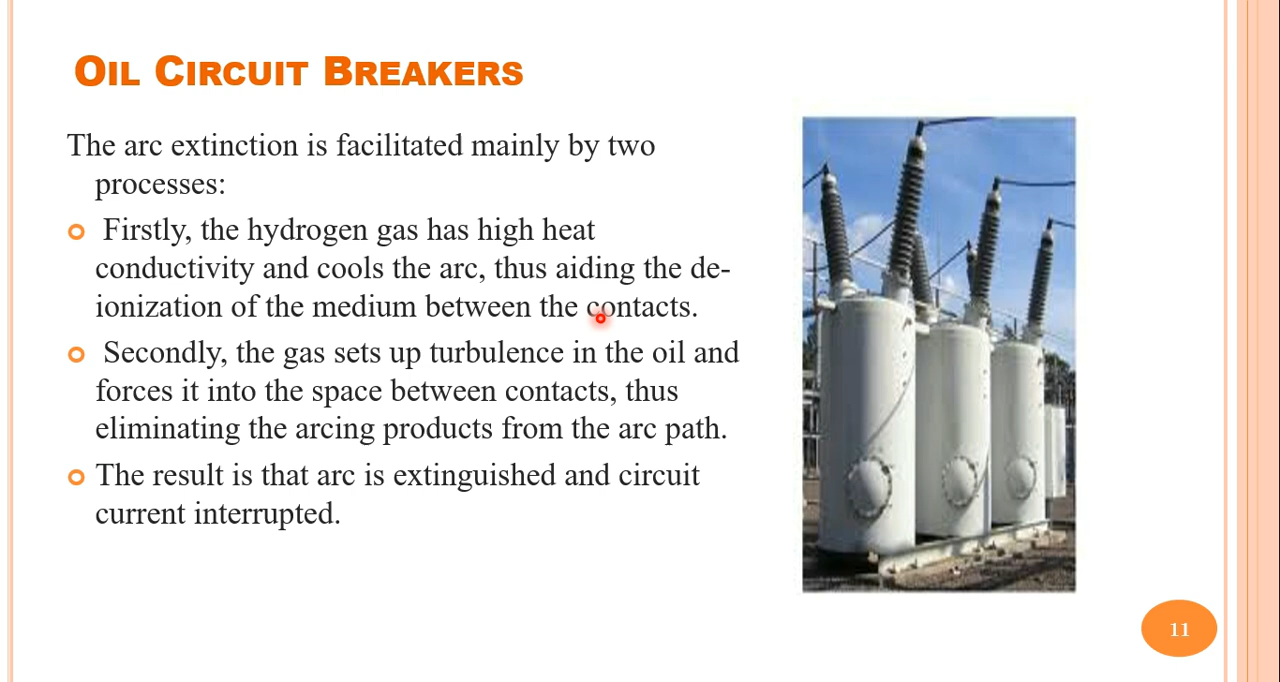 OIL CIRCUIT BREAKERS
The arc extinction is facilitated mainly by two
processes:
Firstly, the hydrogen gas has high heat
conductivity and cools the arc, thus aiding the de-
ionization of the medium between the contacts.
Secondly, the gas sets up turbulence in the oil and
forces it into the space between contacts, thus
eliminating the arcing products from the arc path.
The result is that arc is extinguished and circuit
current interrupted.
11